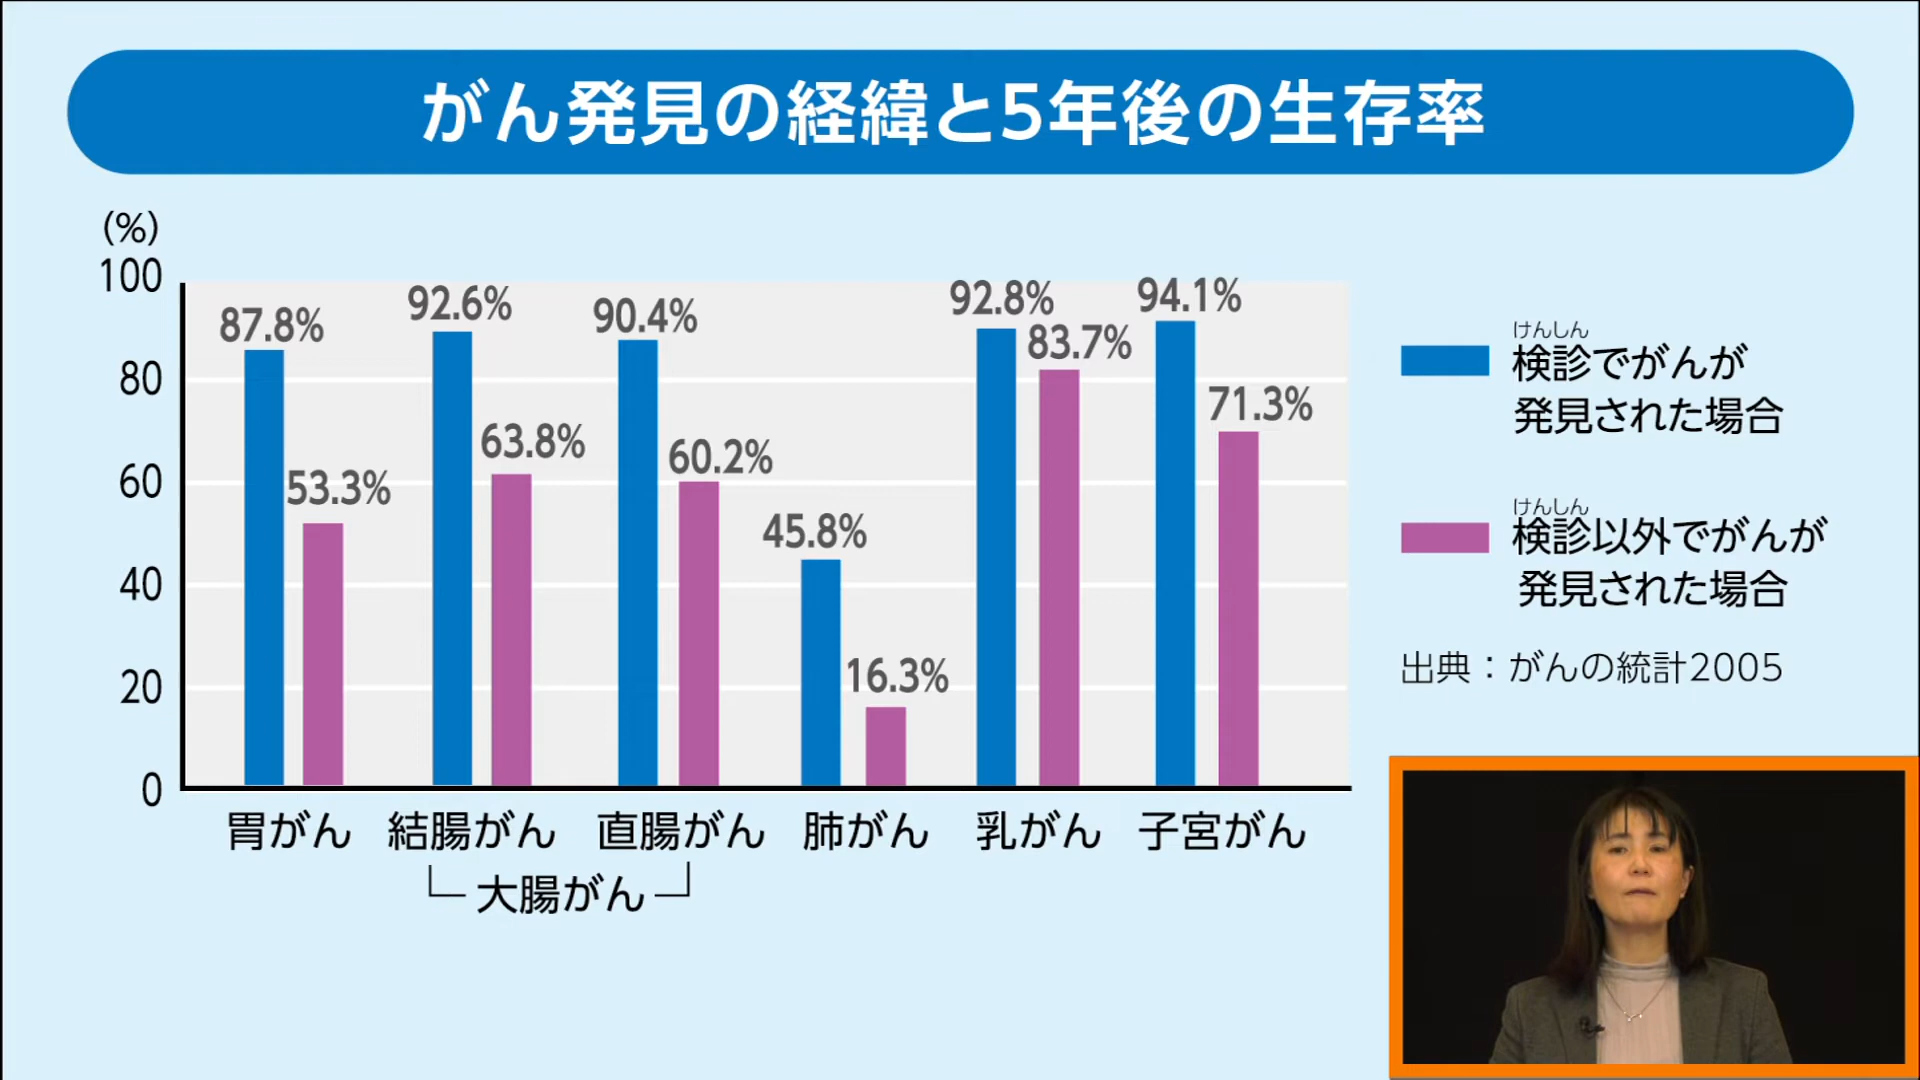 がん発見の経緯と5年後の生存率
(%)
100
80
60
40
20
0
87.8%
53.3%
92.6%
63.8%
90.4%
60.2%
45.8%
16.3%
92.8%
83.7%
94.1%
71.3%
胃がん 結腸がん 直腸がん 肺がん 乳がん 子宮がん
大腸がん
けんしん
検診でがんが
発見された場合
けんしん
検診以外でがんが
発見された場合
出典：がんの統計2005